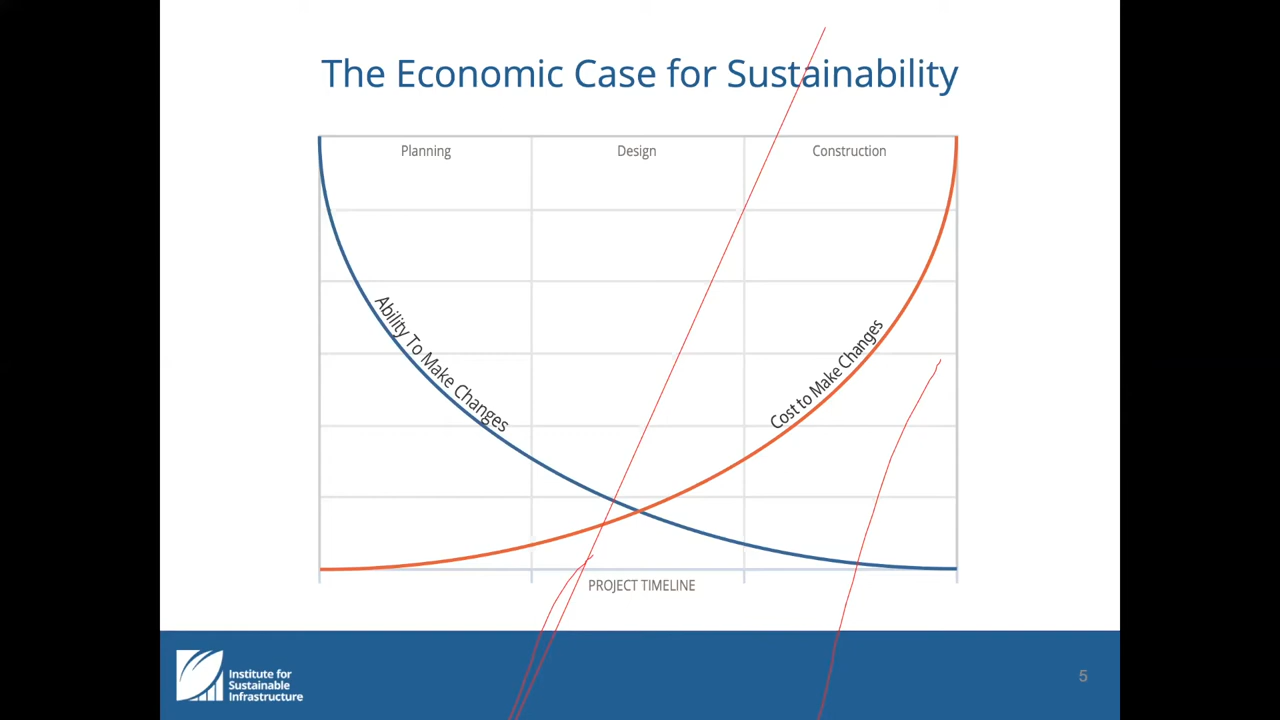 The Economic Case for Sustainability
Planning
Design
Construction
Ability To Make Changes
Cost to Make Changes
PROJECT TIMELINE
Institute for
Sustainable
Infrastructure
5